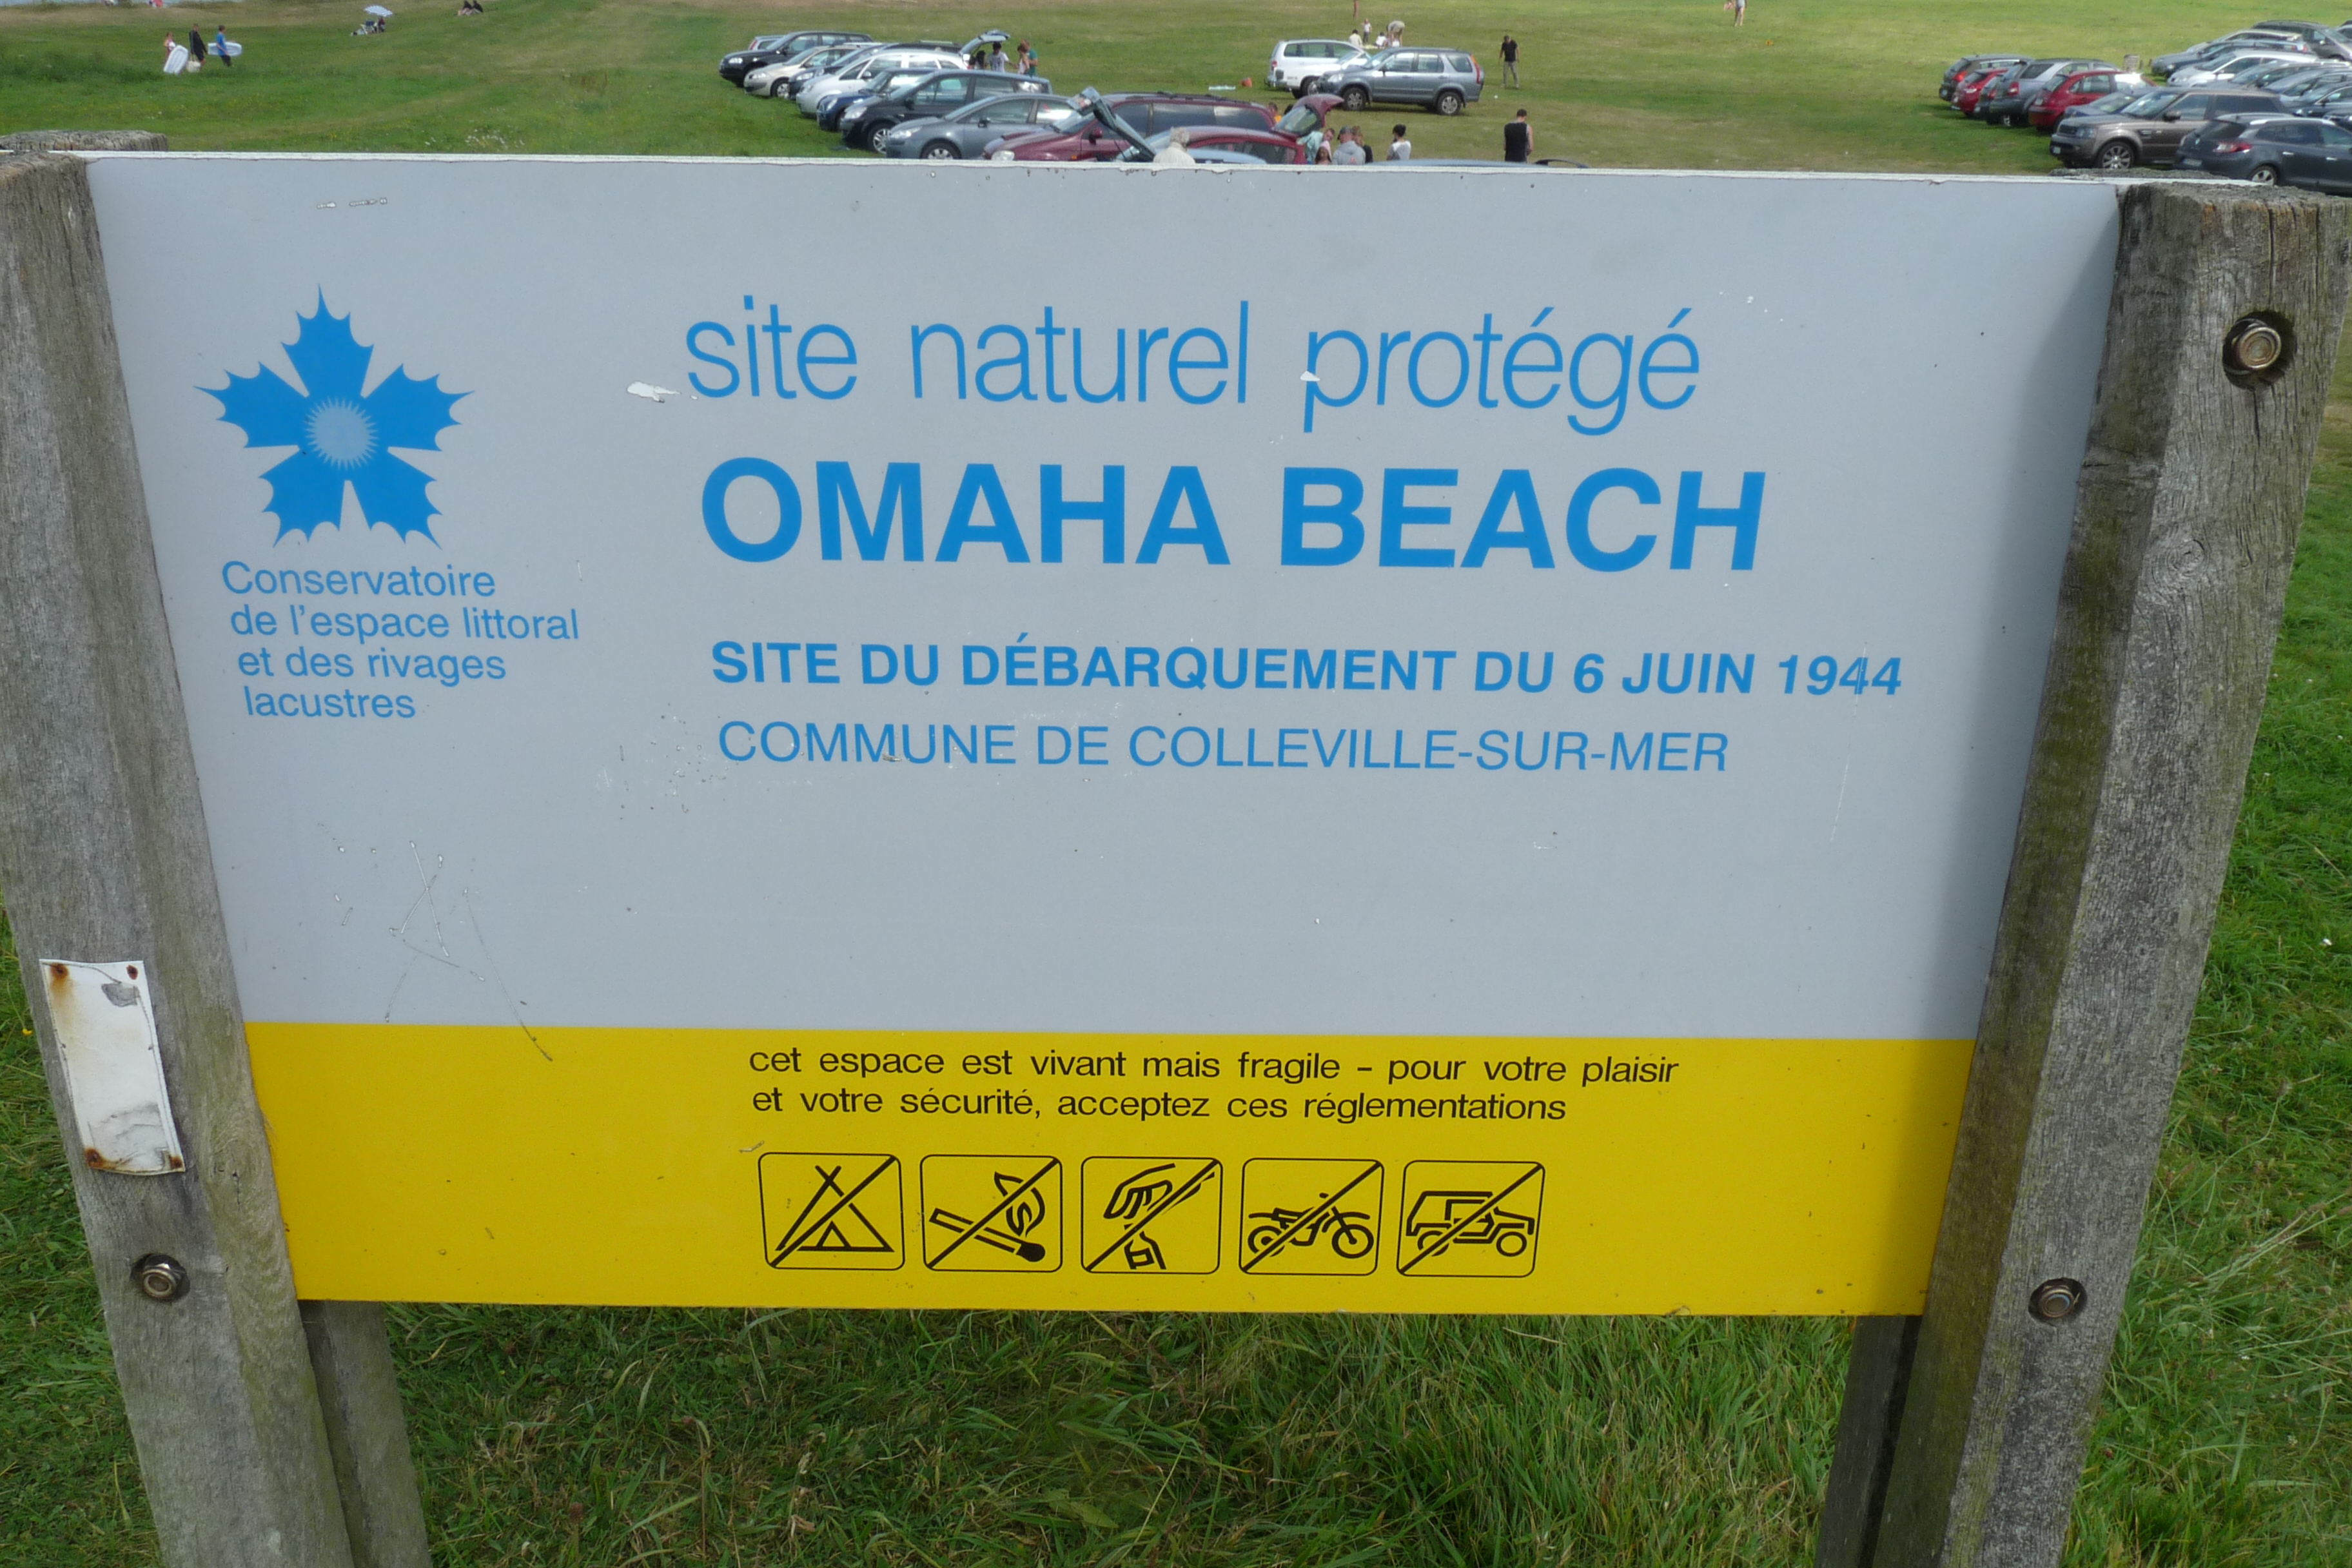 site naturel protégé
OMAHA BEACH
SITE DU DÉBARQUEMENT DU 6 JUIN 1944
COMMUNE DE COLLEVILLE-SUR-MER
Conservatoire
de l'espace littoral
et des rivages
lacustres
cet espace est vivant mais fragile - pour votre plaisir
et votre sécurité, acceptez ces réglementations